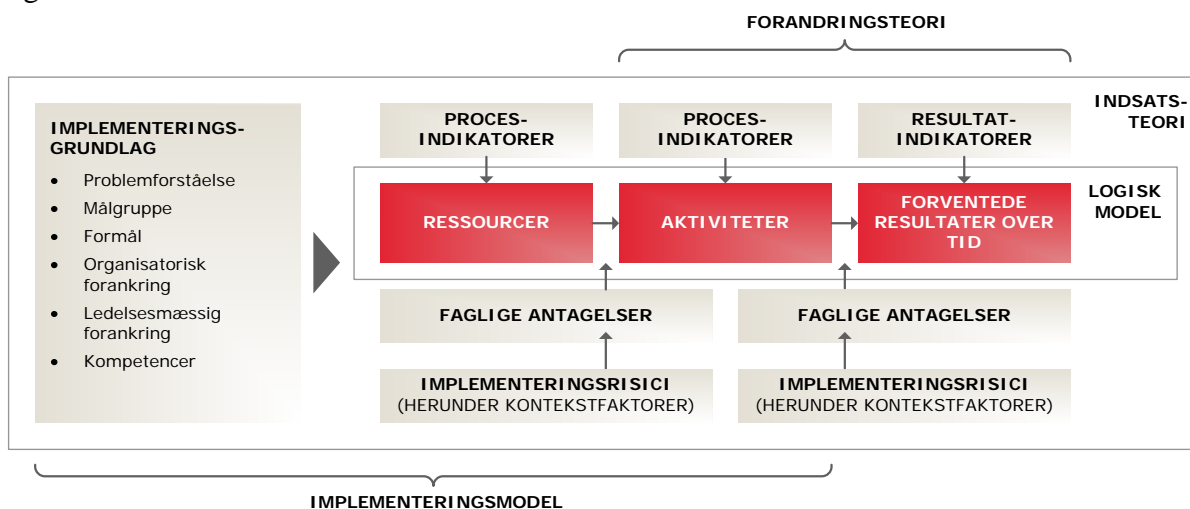 FORANDRINGSTEORI
INDSATS-
TEORI
IMPLEMENTERINGS-
GRUNDLAG
• Problemforståelse
• Målgruppe
• Formål
• Organisatorisk
forankring
• Ledelsesmæssig
forankring
• Kompetencer
PROCES-
INDIKATORER
PROCES-
INDIKATORER
RESULTAT-
INDIKATORER
LOGISK
MODEL
RESSOURCER
AKTIVITETER
FORVENTEDE
RESULTATER OVER
TID
FAGLIGE ANTAGELSER
FAGLIGE ANTAGELSER
IMPLEMENTERINGSRISICI
(HERUNDER KONTEKSTFAKTORER)
IMPLEMENTERINGSRISICI
(HERUNDER KONTEKSTFAKTORER)
IMPLEMENTERINGSMODEL